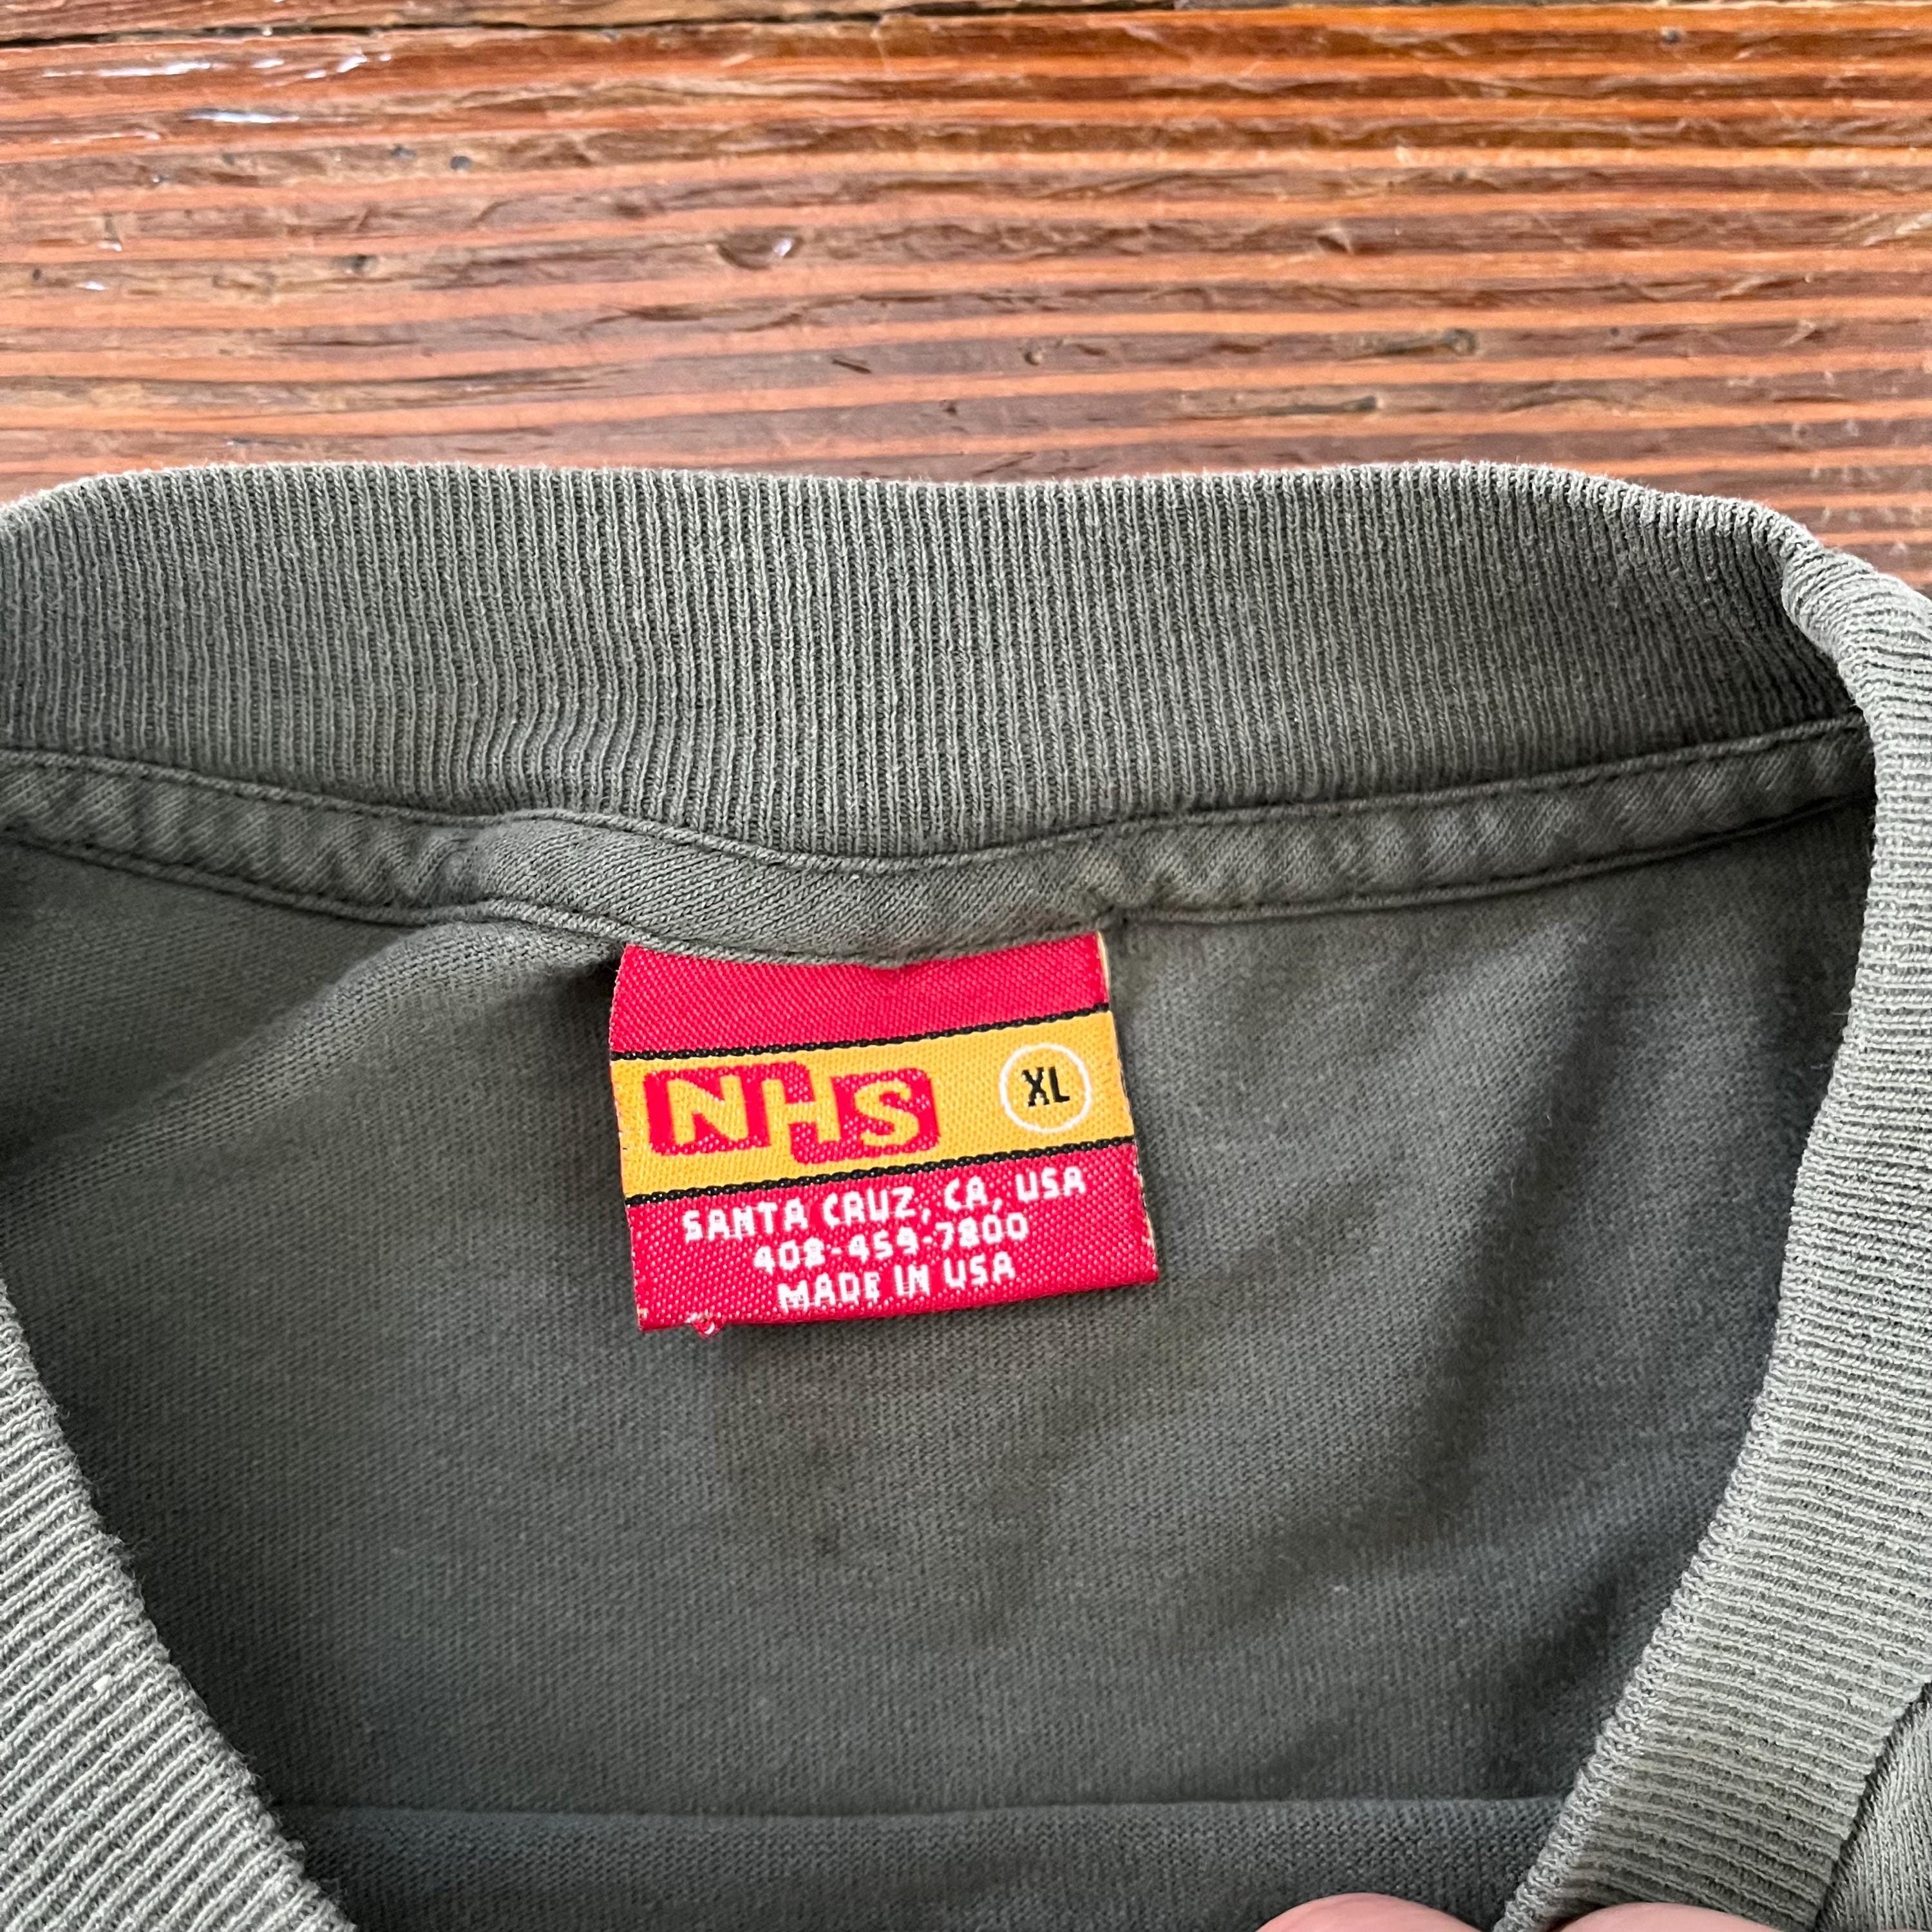 NHS XL
SANTA CRUZ, CA, USA
408-459-7800
MADE IN USA